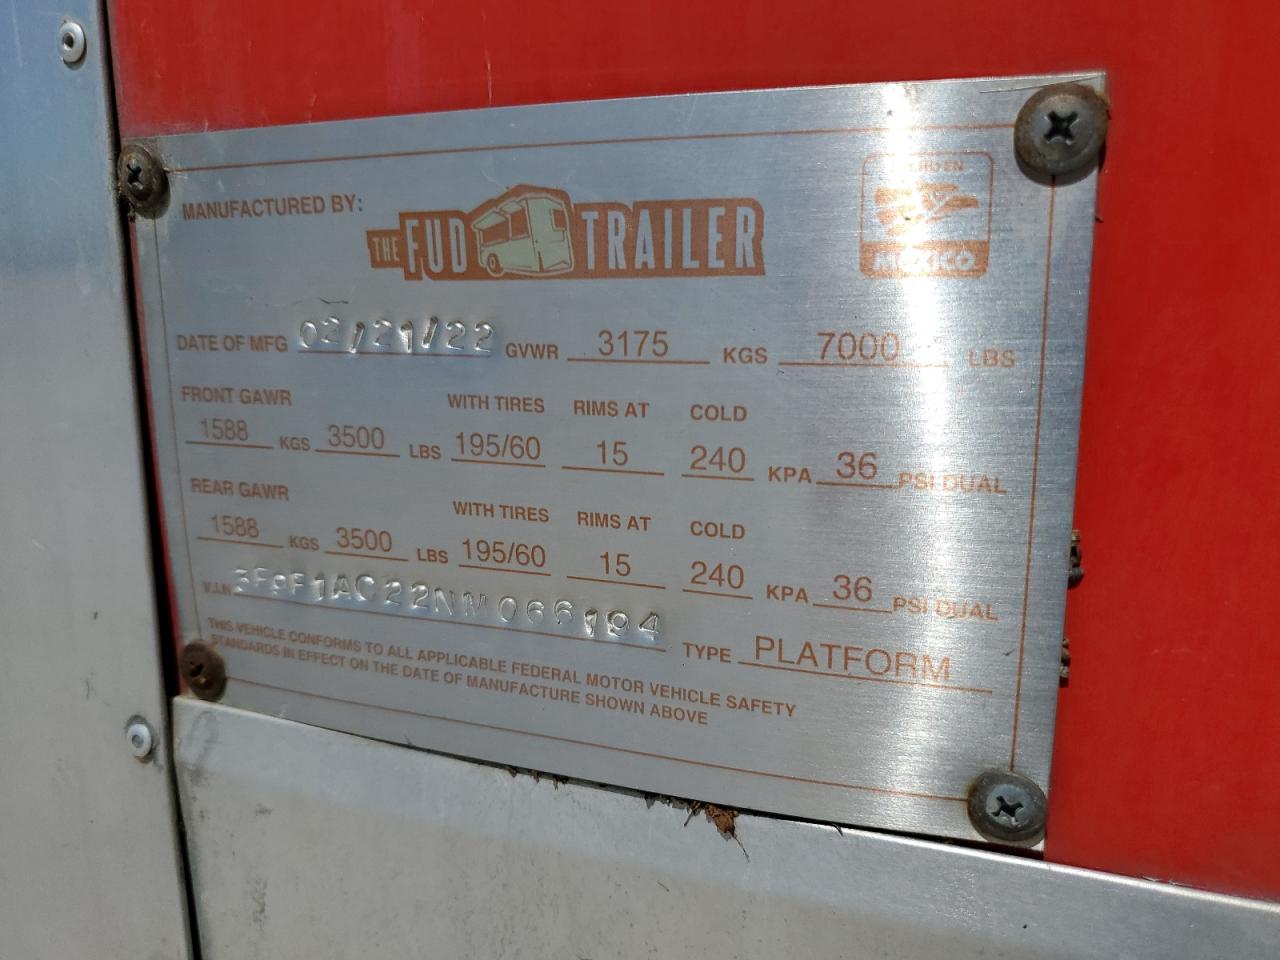 MANUFACTURED BY: THE FUD TRAILER
HECHO EN
MEXICO
DATE OF MFG 02/21/22 GVWR 3175 KGS 7000 LBS
FRONT GAWR WITH TIRES RIMS AT COLD
1588 KGS 3500 LBS 195/60 15 240 KPA 36 PSI DUAL
REAR GAWR WITH TIRES RIMS AT COLD
1588 KGS 3500 LBS 195/60 15 240 KPA 36 PSI DUAL
V.I.N 3F9F1AC22NM066194 TYPE PLATFORM
THIS VEHICLE CONFORMS TO ALL APPLICABLE FEDERAL MOTOR VEHICLE SAFETY
STANDARDS IN EFFECT ON THE DATE OF MANUFACTURE SHOWN ABOVE